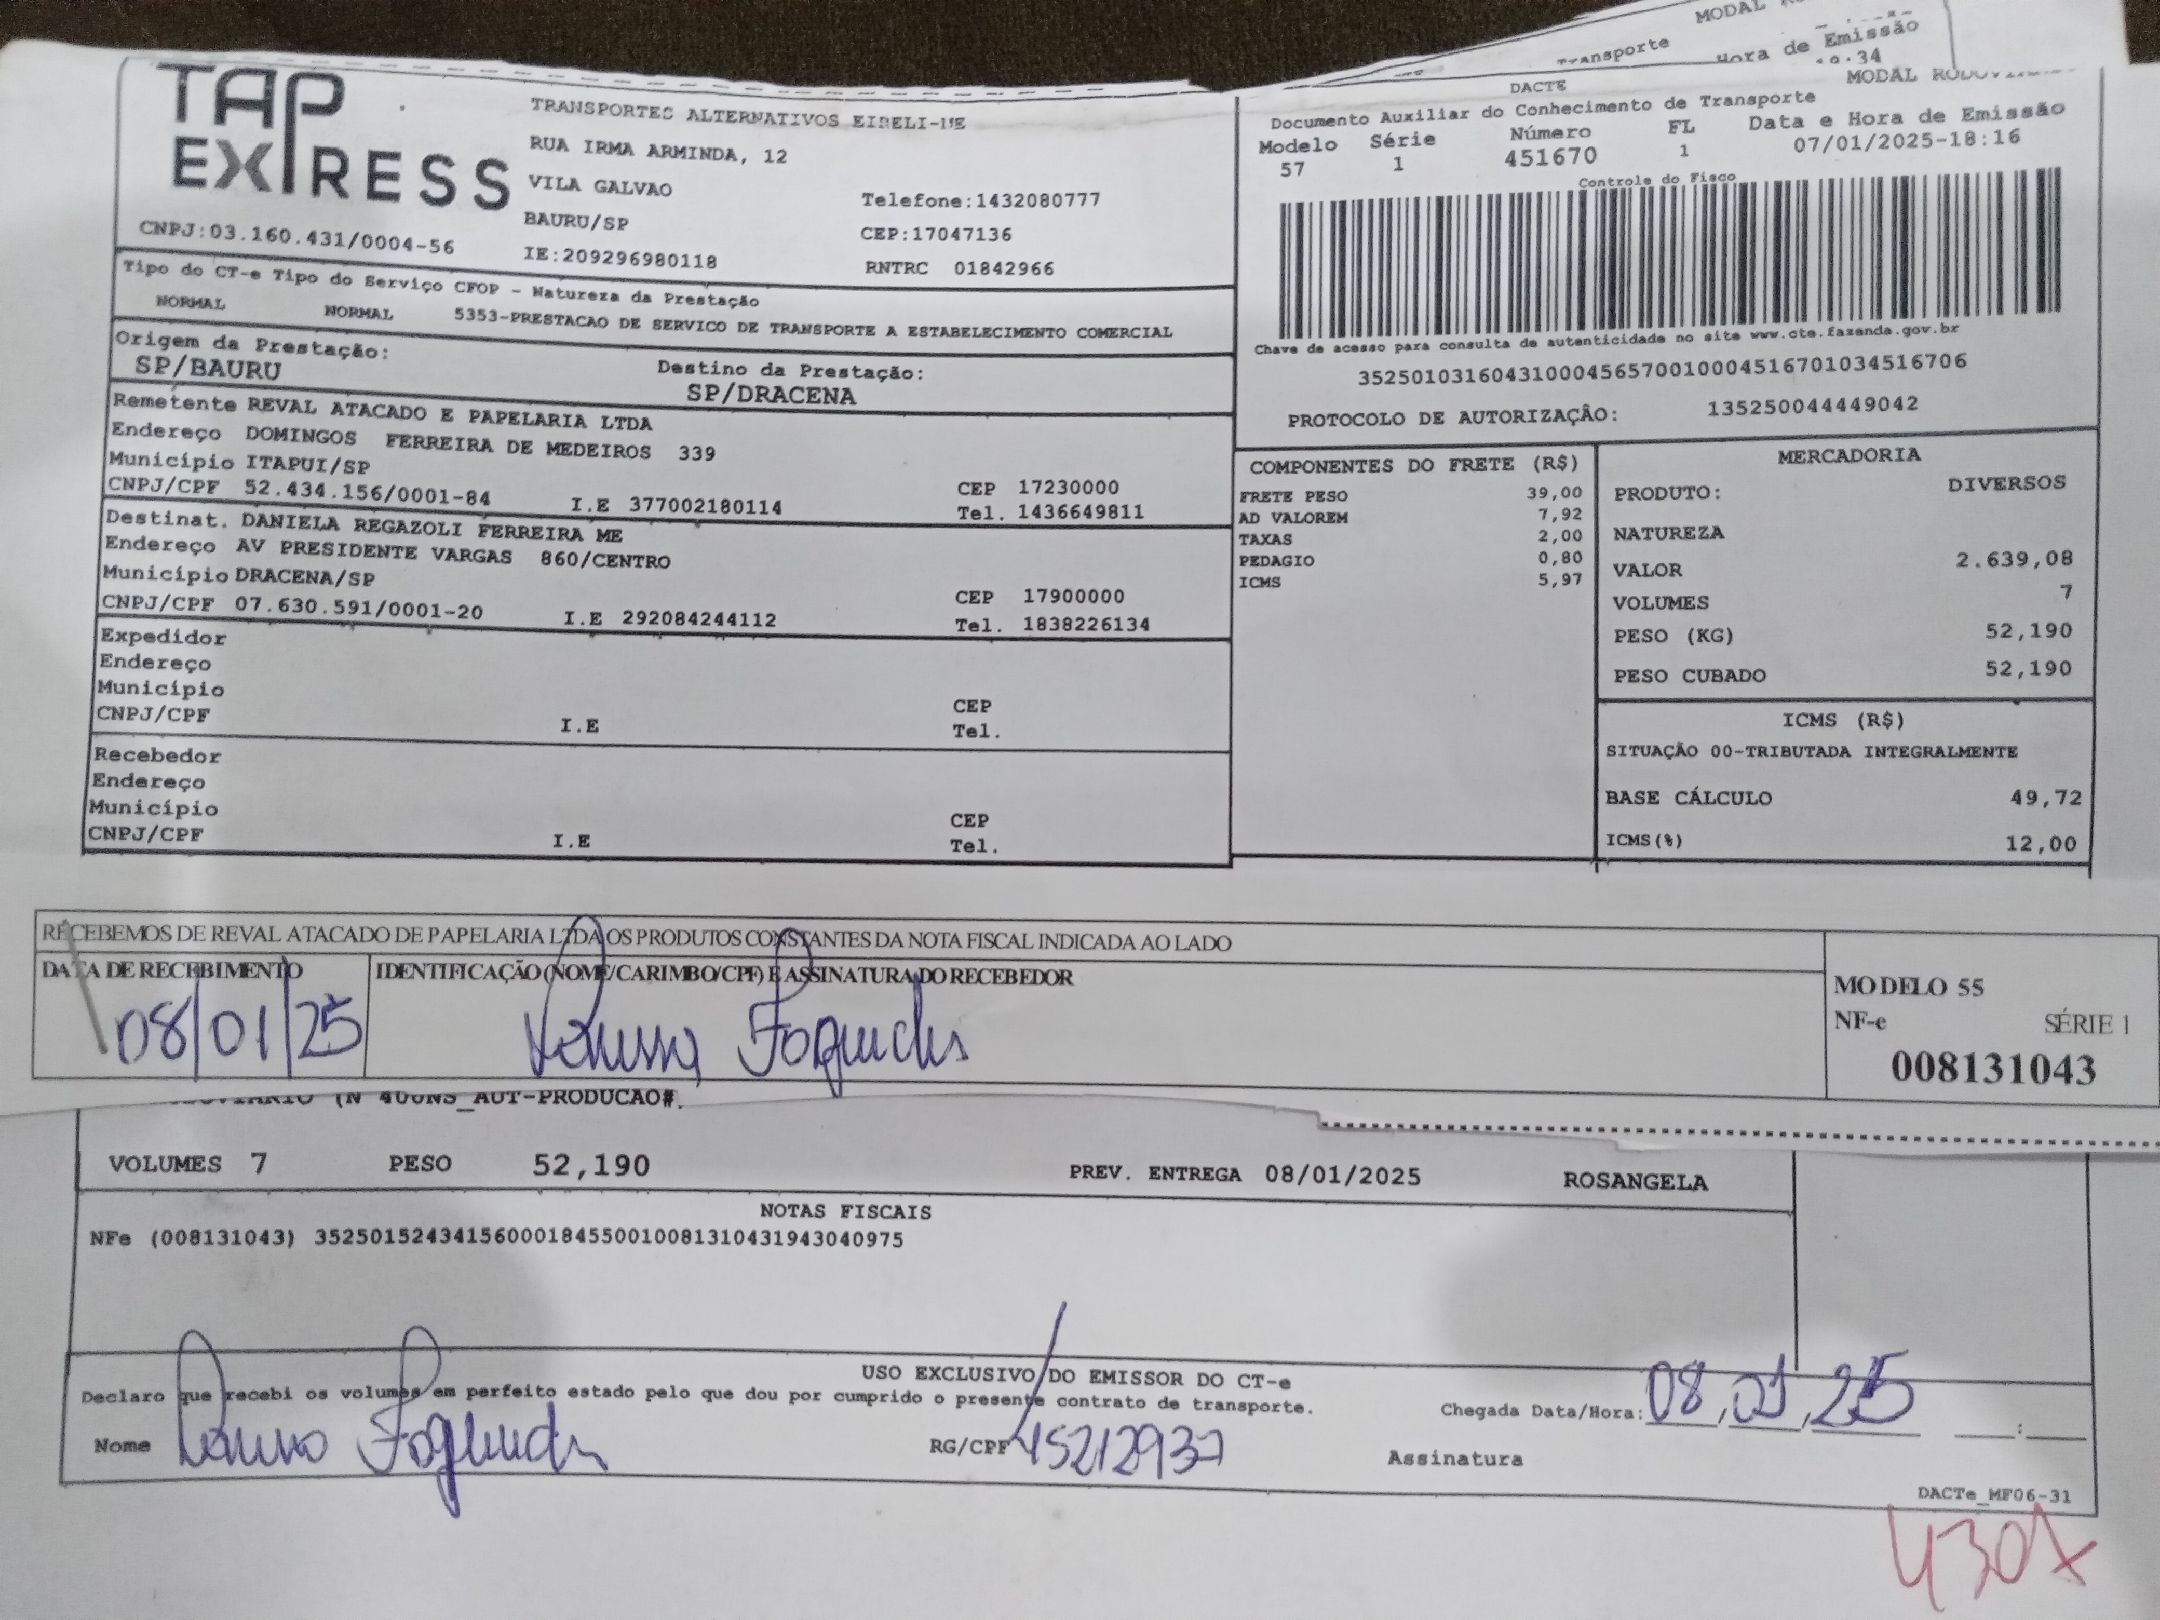 MODAL
Transporte
Hora de Emissão
:34
TAP
EXPRESS
CNPJ:03.160.431/0004-56
TRANSPORTES ALTERNATIVOS EIRELI-ME
RUA IRMA ARMINDA, 12
VILA GALVAO
BAURU/SP
IE:209296980118
Telefone:1432080777
CEP:17047136
RNTRC 01842966
DACTE
MODAL RODOVIÁRIO
Documento Auxiliar do Conhecimento de Transporte
Modelo Série Número FL Data e Hora de Emissão
57 1 451670 1 07/01/2025-18:16
Controle do Fisco
Chave de acesso para consulta de autenticidade no site www.cte.fazenda.gov.br
35250103160431000456570010004516701034516706
PROTOCOLO DE AUTORIZAÇÂO: 135250044449042
Tipo do CT-e Tipo do Serviço CFOP - Natureza da Prestação
NORMAL NORMAL 5353-PRESTACAO DE SERVICO DE TRANSPORTE A ESTABELECIMENTO COMERCIAL
Origem da Prestação: Destino da Prestação:
SP/BAURU SP/DRACENA
Remetente REVAL ATACADO E PAPELARIA LTDA
Endereço DOMINGOS FERREIRA DE MEDEIROS 339
Município ITAPUI/SP CEP 17230000
CNPJ/CPF 52.434.156/0001-84 I.E 377002180114 Tel. 1436649811
Destinat. DANIELA REGAZOLI FERREIRA ME
Endereço AV PRESIDENTE VARGAS 860/CENTRO
Município DRACENA/SP CEP 17900000
CNPJ/CPF 07.630.591/0001-20 I.E 292084244112 Tel. 1838226134
Expedidor
Endereço
Município CEP
CNPJ/CPF I.E Tel.
Recebedor
Endereço
Município CEP
CNPJ/CPF I.E Tel.
COMPONENTES DO FRETE (R$)
FRETE PESO 39,00
AD VALOREM 7,92
TAXAS 2,00
PEDAGIO 0,80
ICMS 5,97
MERCADORIA
PRODUTO: DIVERSOS
NATUREZA
VALOR 2.639,08
VOLUMES 7
PESO (KG) 52,190
PESO CUBADO 52,190
ICMS (R$)
SITUAÇÃO 00-TRIBUTADA INTEGRALMENTE
BASE CÁLCULO 49,72
ICMS(%) 12,00
RECEBEMOS DE REVAL ATACADO DE PAPELARIA LTDA OS PRODUTOS CONSTANTES DA NOTA FISCAL INDICADA AO LADO
DATA DE RECEBIMENTO IDENTIFICAÇÃO (NOME/CARIMBO/CPF) E ASSINATURA DO RECEBEDOR
08/01/25
MODELO 55
NF-e SÉRIE 1
008131043
(N 400NS_AUT-PRODUCAO#.
VOLUMES 7 PESO 52,190 PREV. ENTREGA 08/01/2025 ROSANGELA
NOTAS FISCAIS
NFe (008131043) 35250152434156000184550010081310431943040975
USO EXCLUSIVO DO EMISSOR DO CT-e
Declaro que recebi os volumes em perfeito estado pelo que dou por cumprido o presente contrato de transporte.
Chegada Data/Hora: 08,01,25 :
Nome RG/CPF 45212937 Assinatura
DACTe_MF06-31